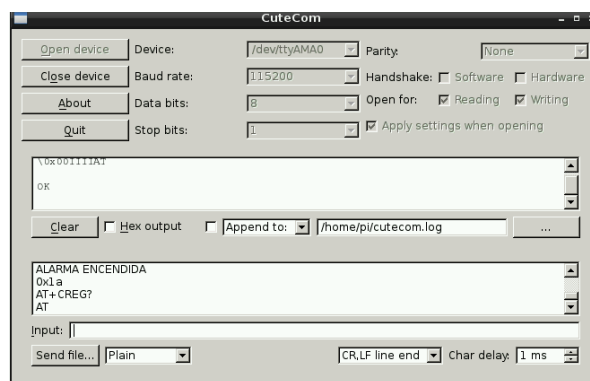 CuteCom
Open device Device: /dev/ttyAMA0 Parity: None
Close device Baud rate: 115200 Handshake: Software Hardware
About Data bits: 8 Open for: Reading Writing
Quit Stop bits: 1 Apply settings when opening
OK
Clear Hex output Append to: /home/pi/cutecom.log ...
ALARMA ENCENDIDA
0x1a
AT+CREG?
AT
Input:
Send file... Plain CR,LF line end Char delay: 1 ms